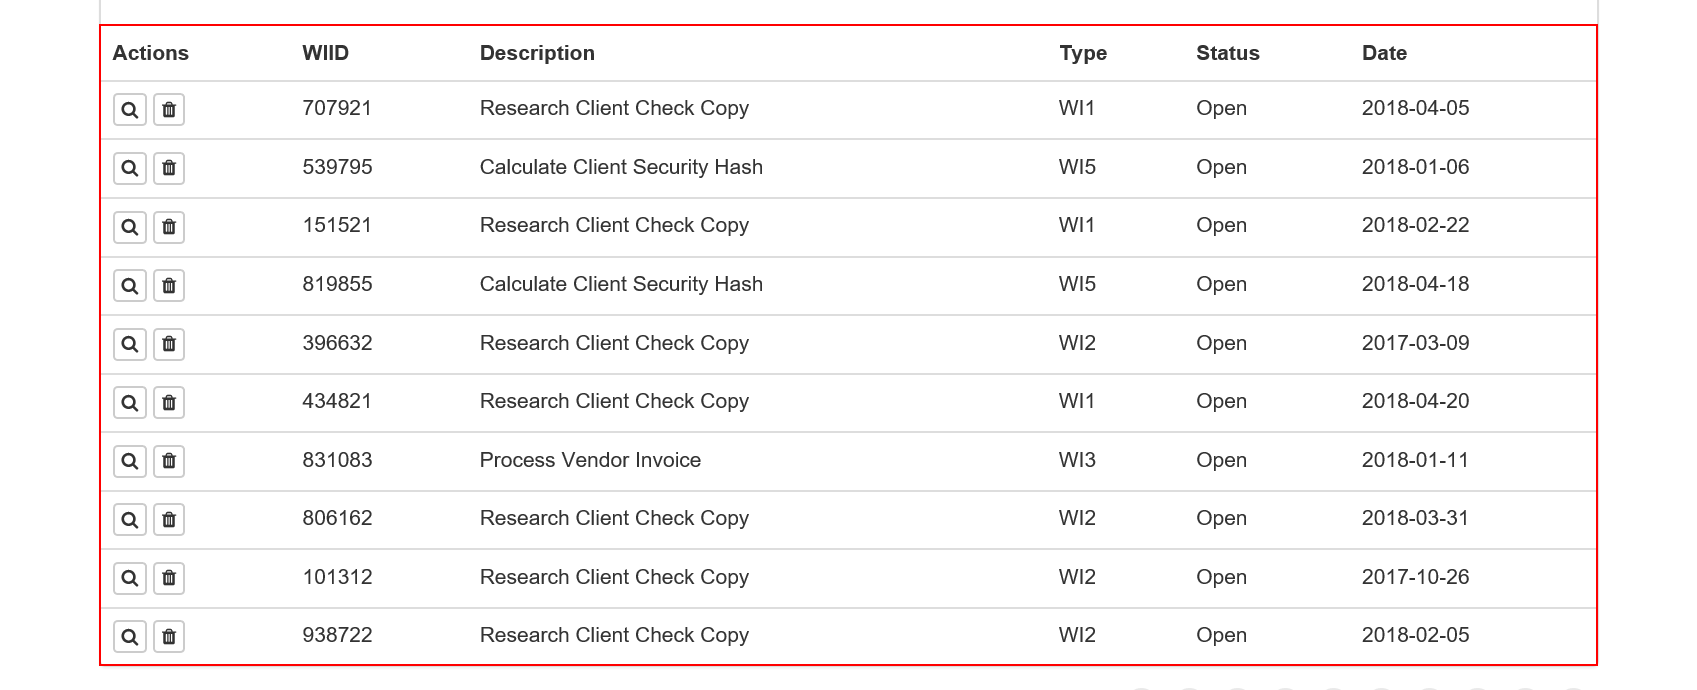 Actions WIID Description Type Status Date
707921 Research Client Check Copy WI1 Open 2018-04-05
539795 Calculate Client Security Hash WI5 Open 2018-01-06
151521 Research Client Check Copy WI1 Open 2018-02-22
819855 Calculate Client Security Hash WI5 Open 2018-04-18
396632 Research Client Check Copy WI2 Open 2017-03-09
434821 Research Client Check Copy WI1 Open 2018-04-20
831083 Process Vendor Invoice WI3 Open 2018-01-11
806162 Research Client Check Copy WI2 Open 2018-03-31
101312 Research Client Check Copy WI2 Open 2017-10-26
938722 Research Client Check Copy WI2 Open 2018-02-05